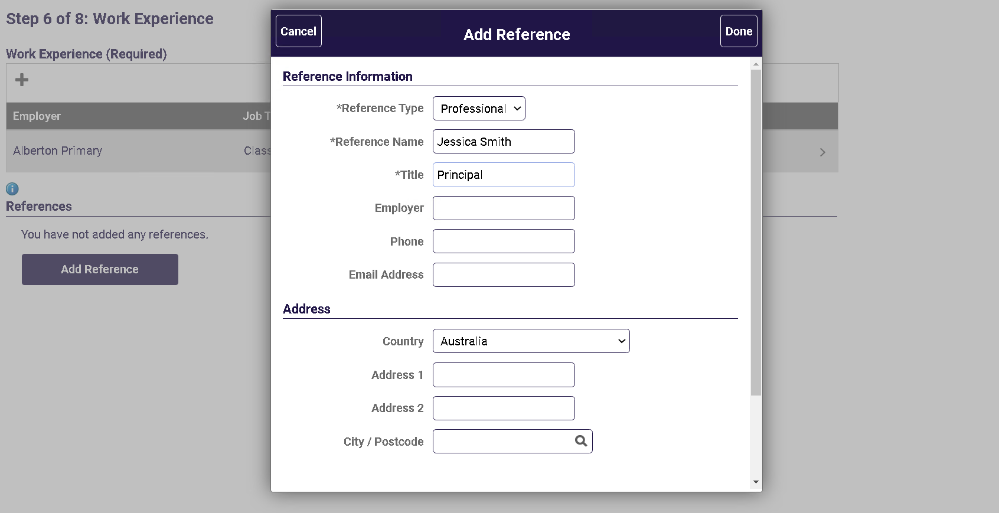 Step 6 of 8: Work Experience
Work Experience (Required)
Employer
Job T
Alberton Primary
Class
References
You have not added any references.
Add Reference
Cancel
Add Reference
Done
Reference Information
*Reference Type
Professional
*Reference Name
Jessica Smith
*Title
Principal
Employer
Phone
Email Address
Address
Country
Australia
Address 1
Address 2
City / Postcode